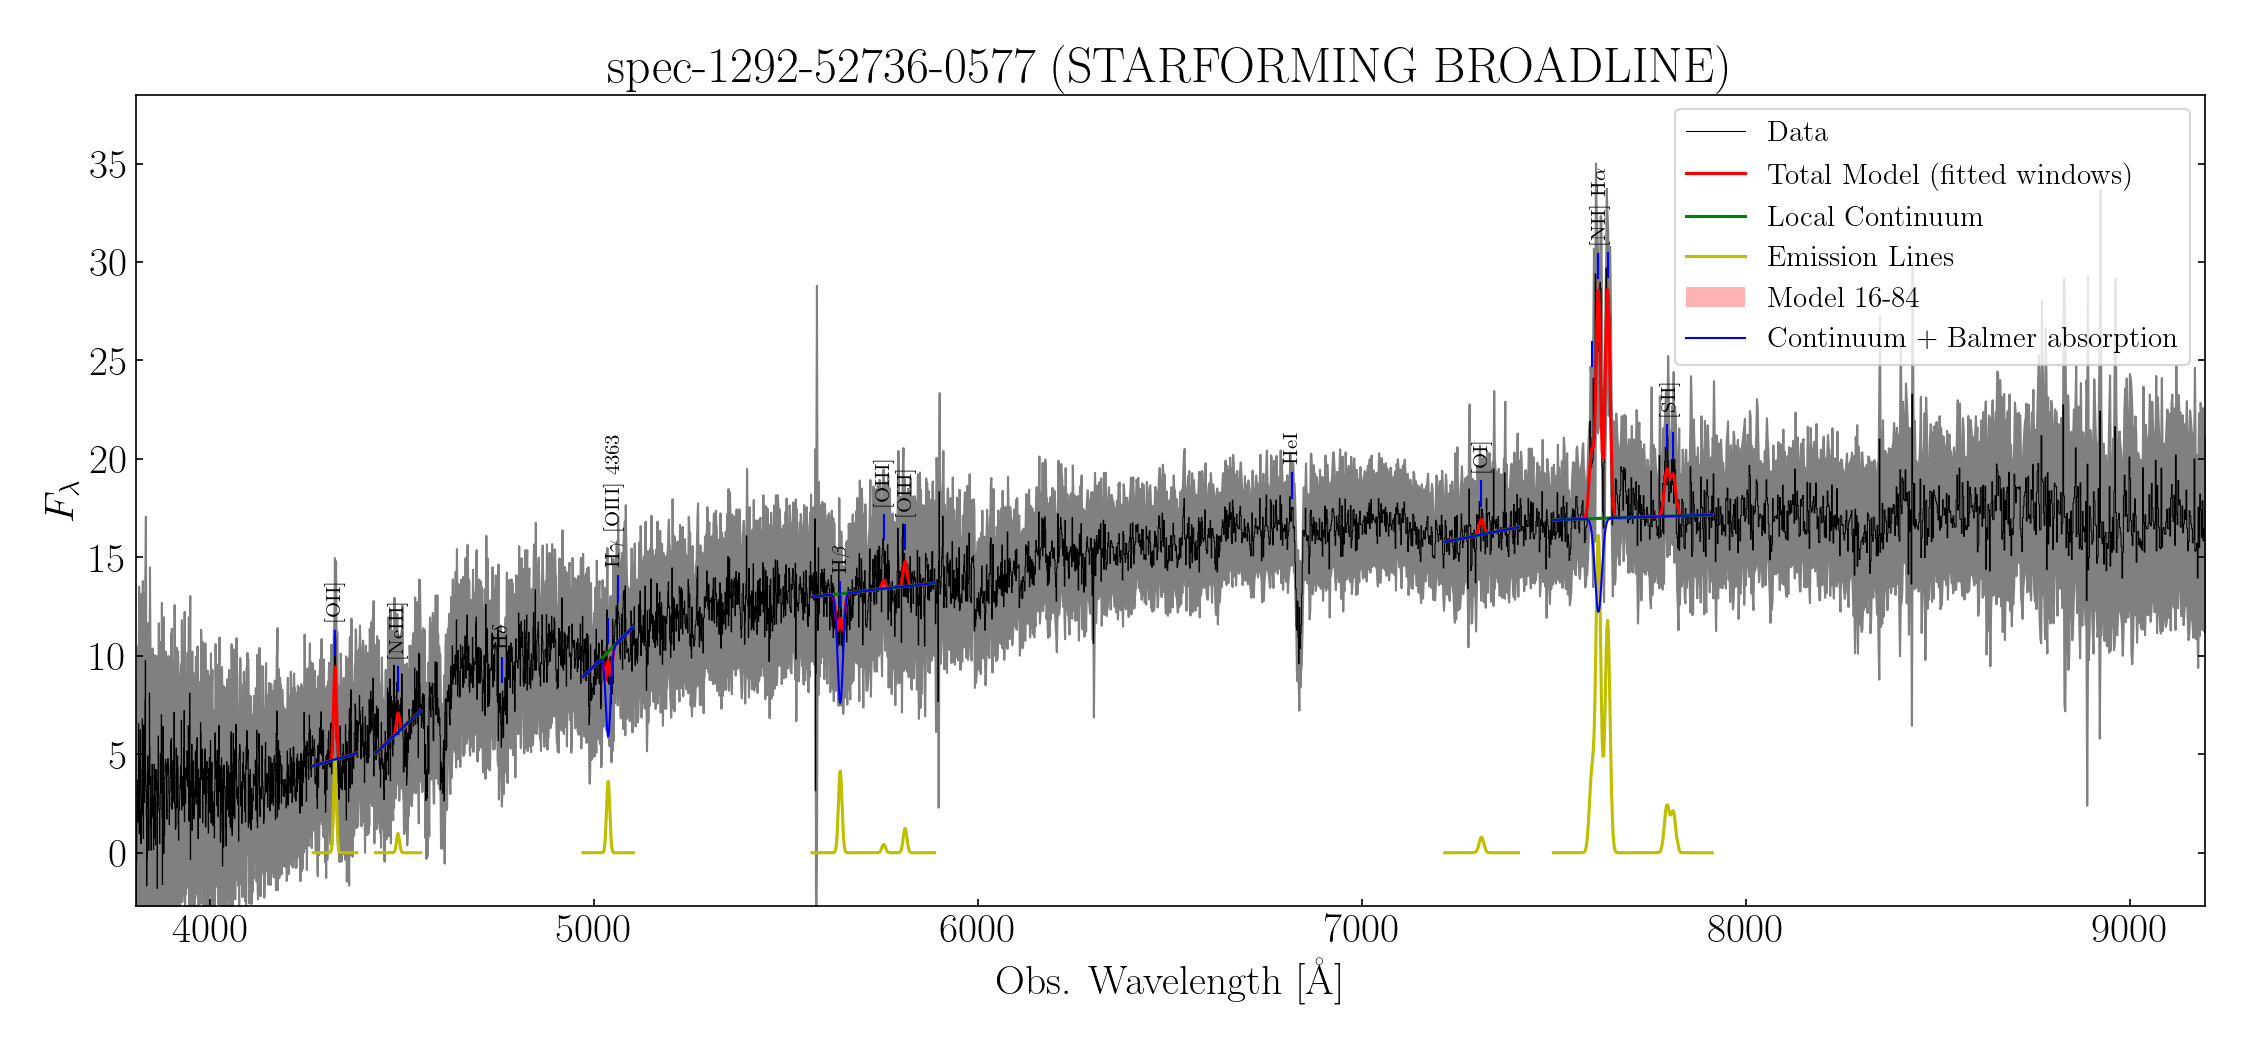 spec-1292-52736-0577 (STARFORMING BROADLINE)
Data
Total Model (fitted windows)
Local Continuum
Emission Lines
Model 16-84
Continuum + Balmer absorption
[OII]
[NeIII]
Hδ
Hγ [OIII] 4363
Hβ
[OIII]
[OIII]
HeI
[OI]
[NII] Hα
[SII]
35
30
25
20
15
10
5
0
Fλ
4000
5000
6000
7000
8000
9000
Obs. Wavelength [Å]